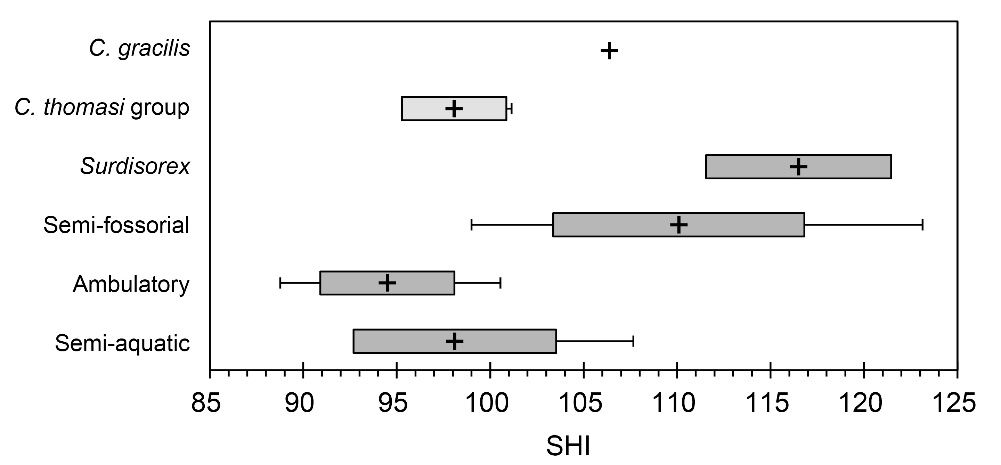 C. gracilis
C. thomasi group
Surdisorex
Semi-fossorial
Ambulatory
Semi-aquatic
85 90 95 100 105 110 115 120 125
SHI